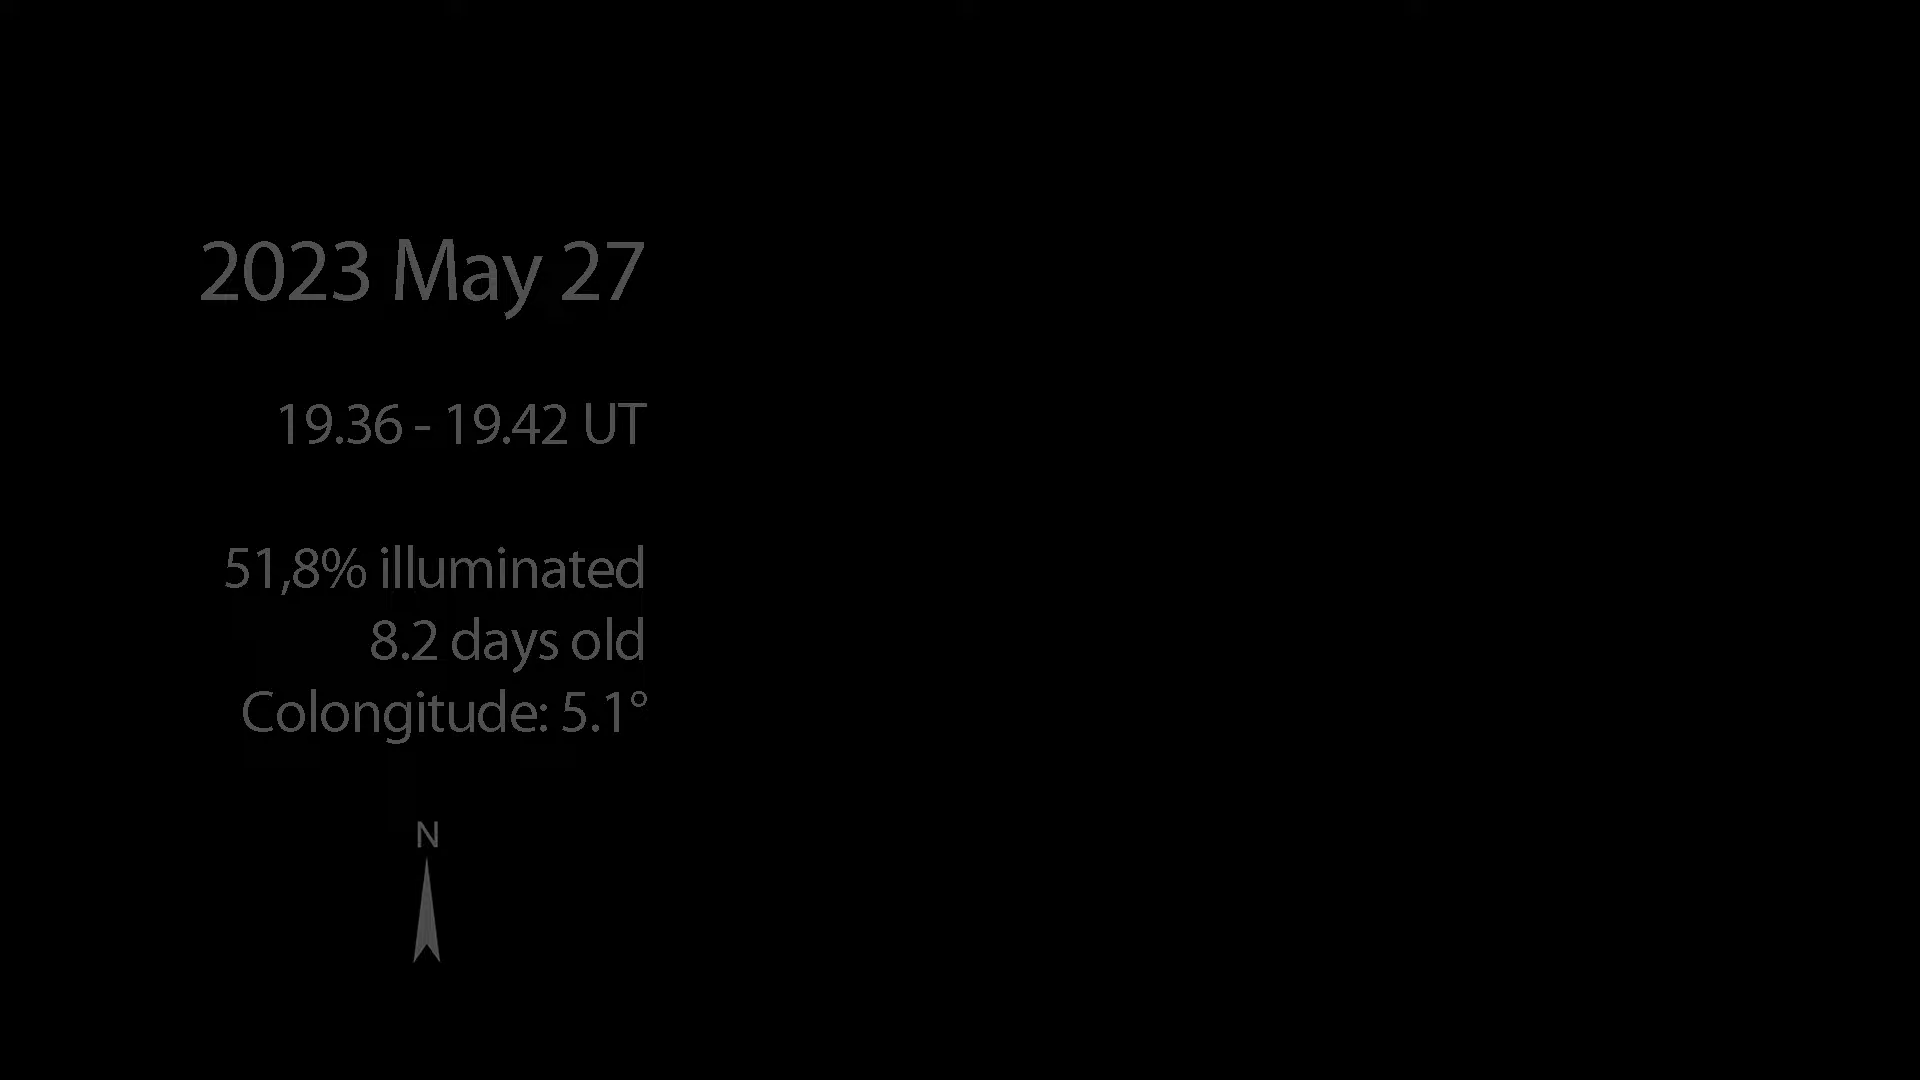 2023 May 27
19.36 - 19.42 UT
51,8% illuminated
8.2 days old
Colongitude: 5.1°
N